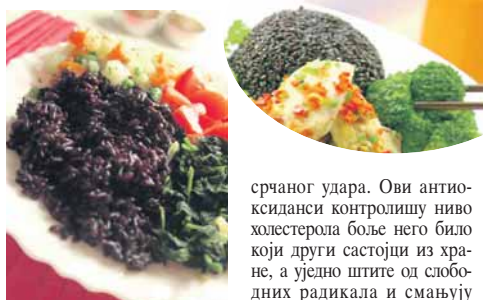 срчаног удара. Ови антио-
ксиданси контролишу ниво
холестерола боље него било
који други састојци из хра-
не, а уједно штите од слобо-
дних радикала и смањују